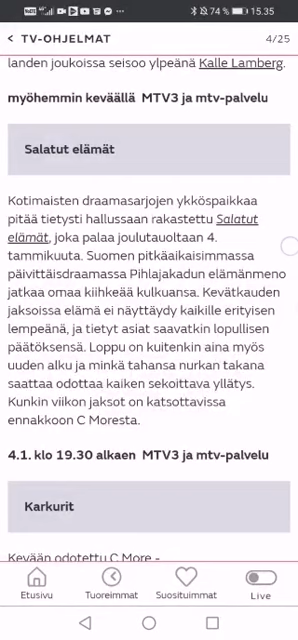 74 % 15.35
< TV-OHJELMAT 4/25
landen joukoissa seisoo ylpeänä Kalle Lamberg.
myöhemmin keväällä MTV3 ja mtv-palvelu
Salatut elämät
Kotimaisten draamasarjojen ykköspaikkaa
pitää tietysti hallussaan rakastettu Salatut
elämät, joka palaa joulutauoltaan 4.
tammikuuta. Suomen pitkäaikaisimmassa
päivittäisdraamassa Pihlajakadun elämänmeno
jatkaa omaa kiihkeää kulkuansa. Kevätkauden
jaksoissa elämä ei näyttäydy kaikille erityisen
lempeänä, ja tietyt asiat saavatkin lopullisen
päätöksensä. Loppu on kuitenkin aina myös
uuden alku ja minkä tahansa nurkan takana
saattaa odottaa kaiken sekoittava yllätys.
Kunkin viikon jaksot on katsottavissa
ennakkoon C Moresta.
4.1. klo 19.30 alkaen MTV3 ja mtv-palvelu
Karkurit
Kevään odotettu C More -
Etusivu Tuoreimmat Suosituimmat Live